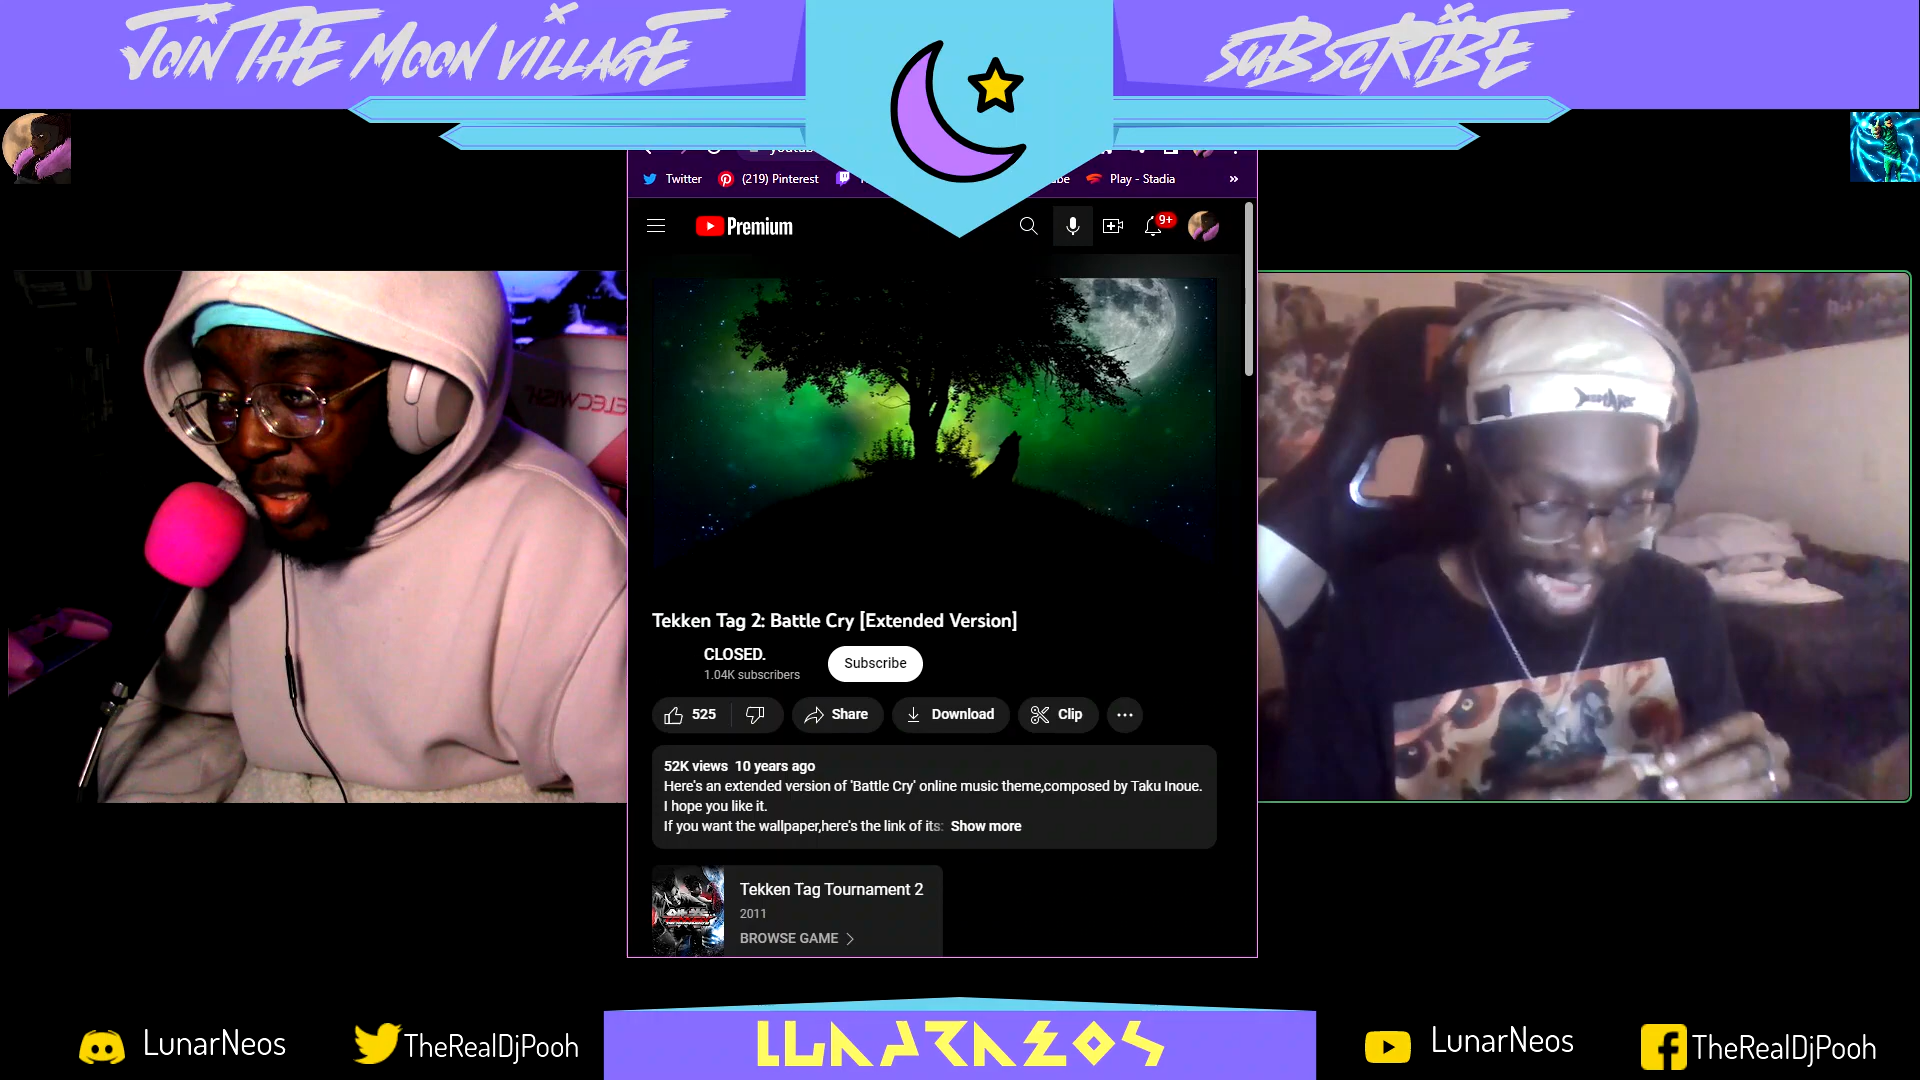 JOIN THE MOON VILLAGE
SUBSCRIBE
Twitter
(219) Pinterest
Play - Stadia
»
Premium
9+
Tekken Tag 2: Battle Cry [Extended Version]
CLOSED.
1.04K subscribers
Subscribe
525
Share
Download
Clip
52K views 10 years ago
Here's an extended version of 'Battle Cry' online music theme,composed by Taku Inoue.
I hope you like it.
If you want the wallpaper,here's the link of its: Show more
Tekken Tag Tournament 2
2011
BROWSE GAME
LunarNeos
TheRealDjPooh
LUNARNEOS
LunarNeos
TheRealDjPooh